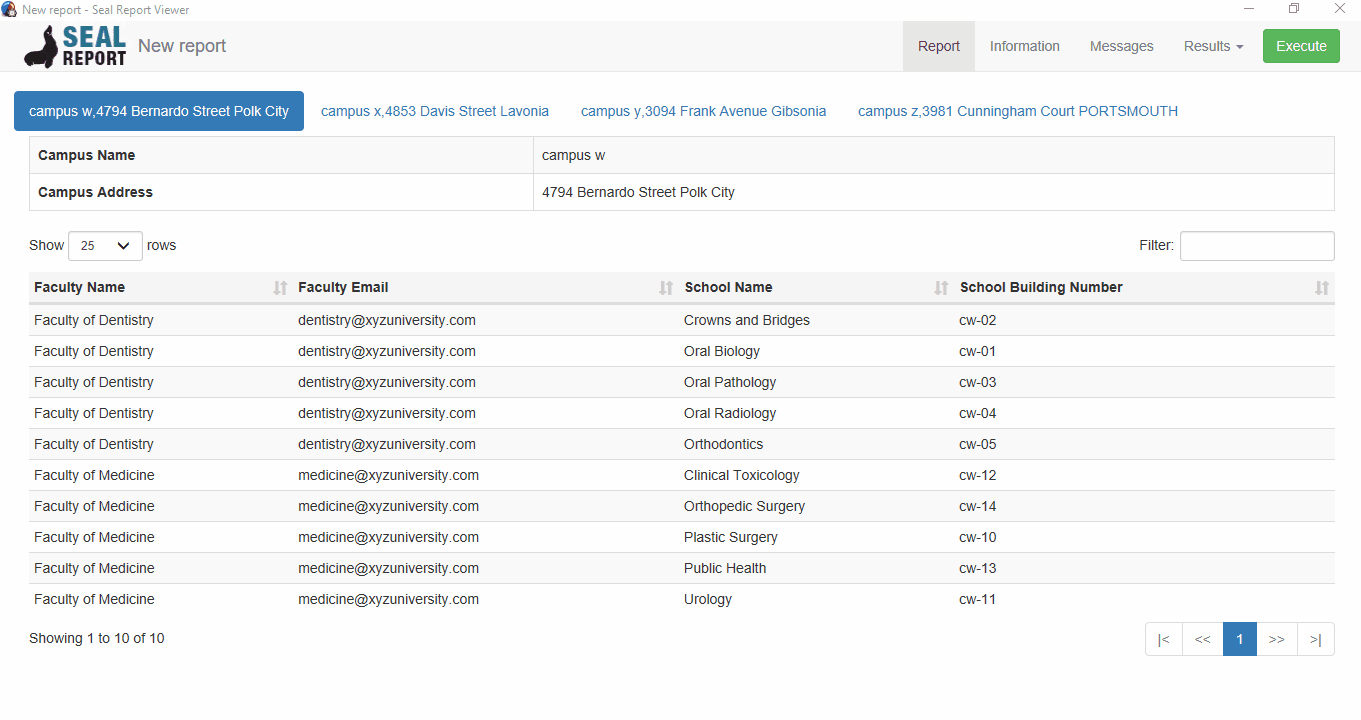 New report - Seal Report Viewer
SEAL REPORT New report Report Information Messages Results Execute
campus w,4794 Bernardo Street Polk City campus x,4853 Davis Street Lavonia campus y,3094 Frank Avenue Gibsonia campus z,3981 Cunningham Court PORTSMOUTH
Campus Name campus w
Campus Address 4794 Bernardo Street Polk City
Show 25 rows Filter:
Faculty Name Faculty Email School Name School Building Number
Faculty of Dentistry dentistry@xyzuniversity.com Crowns and Bridges cw-02
Faculty of Dentistry dentistry@xyzuniversity.com Oral Biology cw-01
Faculty of Dentistry dentistry@xyzuniversity.com Oral Pathology cw-03
Faculty of Dentistry dentistry@xyzuniversity.com Oral Radiology cw-04
Faculty of Dentistry dentistry@xyzuniversity.com Orthodontics cw-05
Faculty of Medicine medicine@xyzuniversity.com Clinical Toxicology cw-12
Faculty of Medicine medicine@xyzuniversity.com Orthopedic Surgery cw-14
Faculty of Medicine medicine@xyzuniversity.com Plastic Surgery cw-10
Faculty of Medicine medicine@xyzuniversity.com Public Health cw-13
Faculty of Medicine medicine@xyzuniversity.com Urology cw-11
Showing 1 to 10 of 10 |< << 1 >> >|